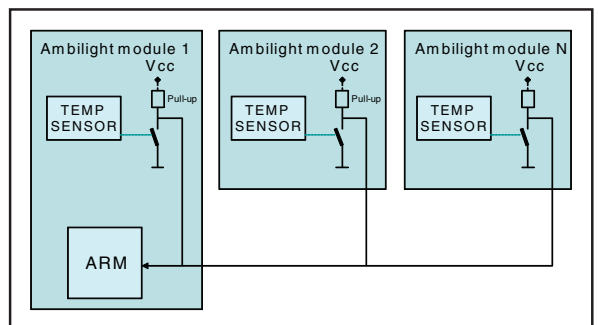 Ambilight module 1
Vcc
Pull-up
TEMP
SENSOR
ARM
Ambilight module 2
Vcc
Pull-up
TEMP
SENSOR
Ambilight module N
Vcc
TEMP
SENSOR